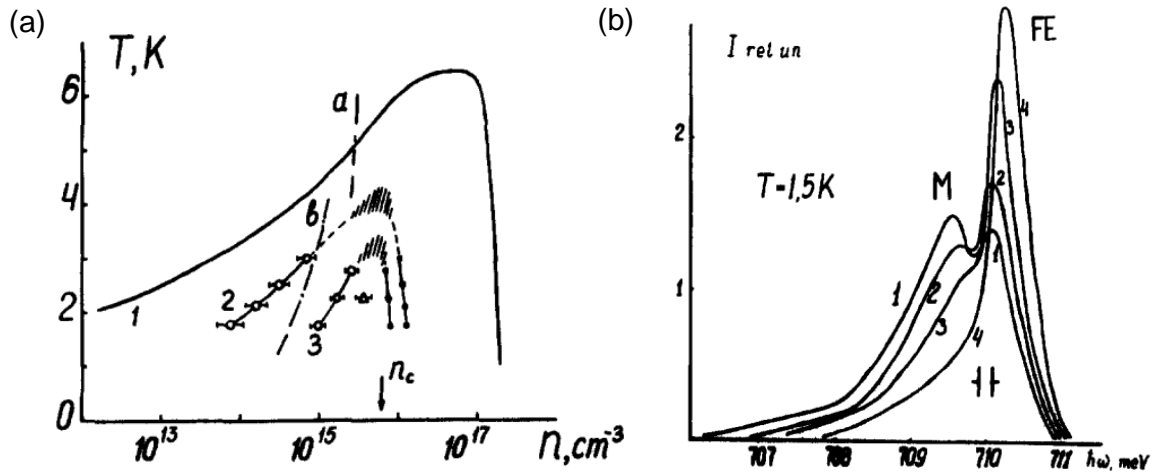 (a)
T, K
6
4
2
0
a
в
1
2
3
n_c
10^13
10^15
10^17
n, cm^-3
(b)
I rel un
FE
M
T=1,5K
2
1
1
2
3
4
1
2
3
4
707
708
709
710
711
hω, meV